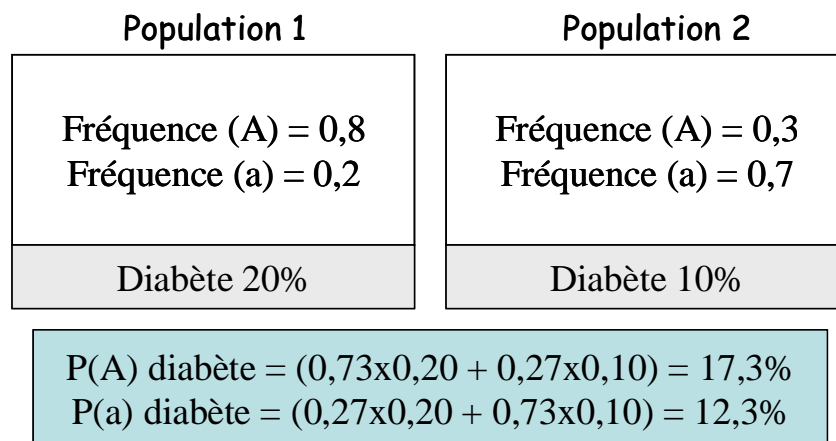 Population 1
Population 2
Fréquence (A) = 0,8
Fréquence (a) = 0,2
Fréquence (A) = 0,3
Fréquence (a) = 0,7
Diabète 20%
Diabète 10%
P(A) diabète = (0,73x0,20 + 0,27x0,10) = 17,3%
P(a) diabète = (0,27x0,20 + 0,73x0,10) = 12,3%